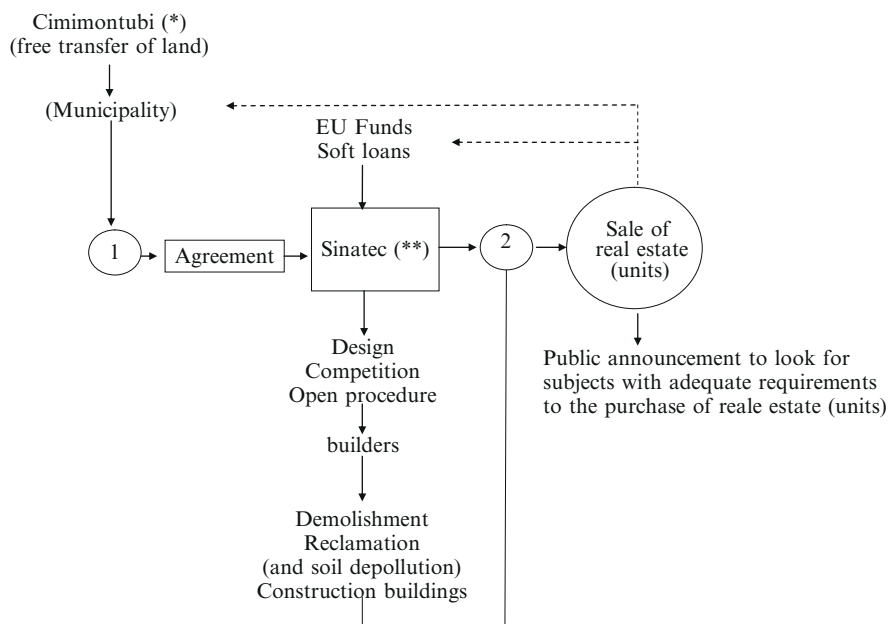 Cimimontubi (*)
(free transfer of land)
(Municipality)
EU Funds
Soft loans
1
Agreement
Sinatec (**)
2
Sale of
real estate
(units)
Design
Competition
Open procedure
Public announcement to look for
subjects with adequate requirements
to the purchase of reale estate (units)
builders
Demolishment
Reclamation
(and soil depollution)
Construction buildings